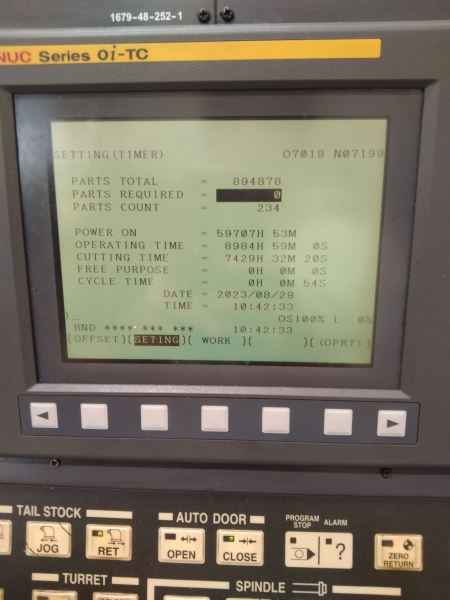 1679-48-252-1
NUC Series 0i-TC
SETTING(TIMER) O7019 N07199
PARTS TOTAL = 894878
PARTS REQUIRED = 0
PARTS COUNT = 234
POWER ON = 59707H 53M
OPERATING TIME = 8984H 59M 0S
CUTTING TIME = 7429H 32M 20S
FREE PURPOSE = 0H 0M 0S
CYCLE TIME = 0H 0M 54S
DATE = 2023/08/29
TIME = 10:42:33
)_
OS100% L 0%
HND **** *** *** 10:42:33
(OFFSET)(SETING)( WORK )( )( (OPRT) )
TAIL STOCK
AUTO DOOR
PROGRAM STOP ALARM
JOG
RET
OPEN
CLOSE
?
ZERO RETURN
TURRET
SPINDLE